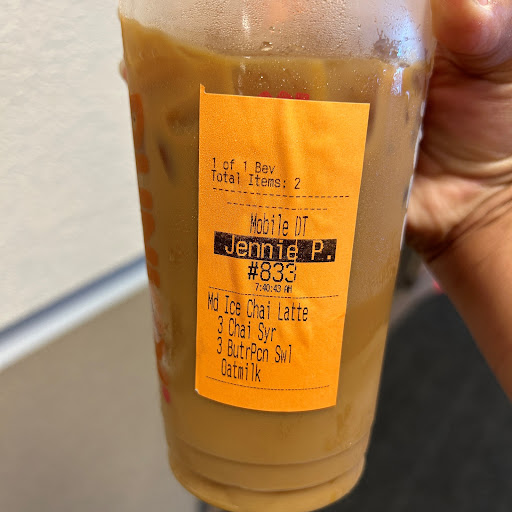 1 of 1 Bev
Total Items: 2
Mobile DT
Jennie P.
#833
7:40:43 AM
Md Ice Chai Latte
3 Chai Syr
3 ButrPcn Swl
Oatmilk